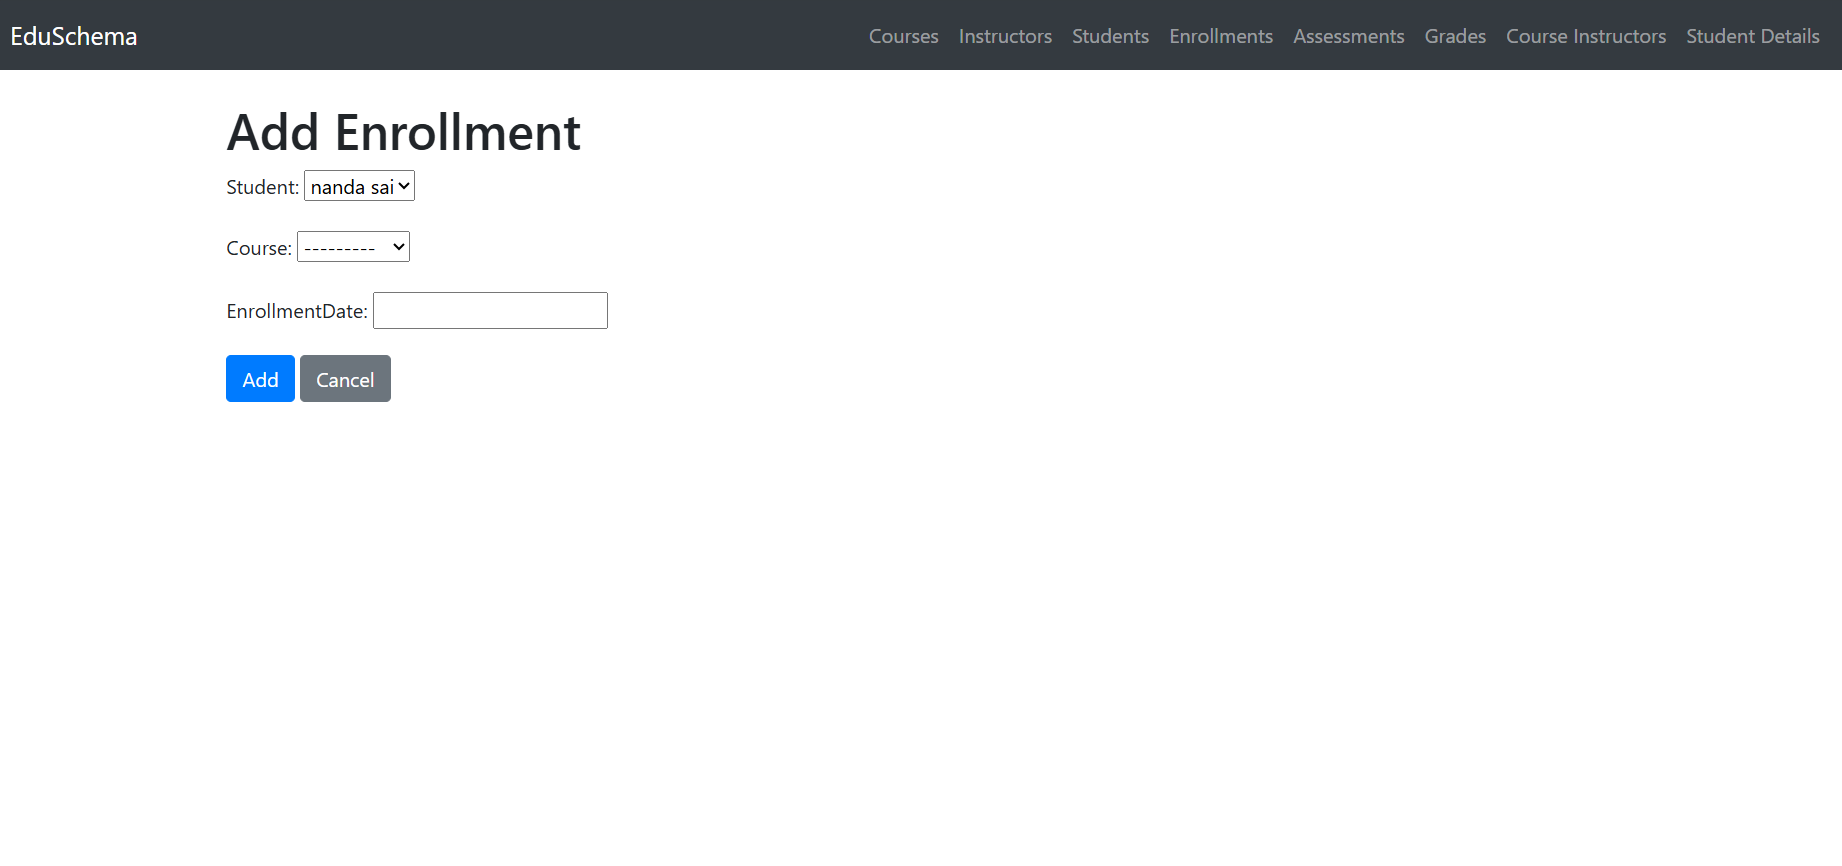 EduSchema Courses Instructors Students Enrollments Assessments Grades Course Instructors Student Details
Add Enrollment
Student: nanda sai
Course: ---------
EnrollmentDate:
Add Cancel